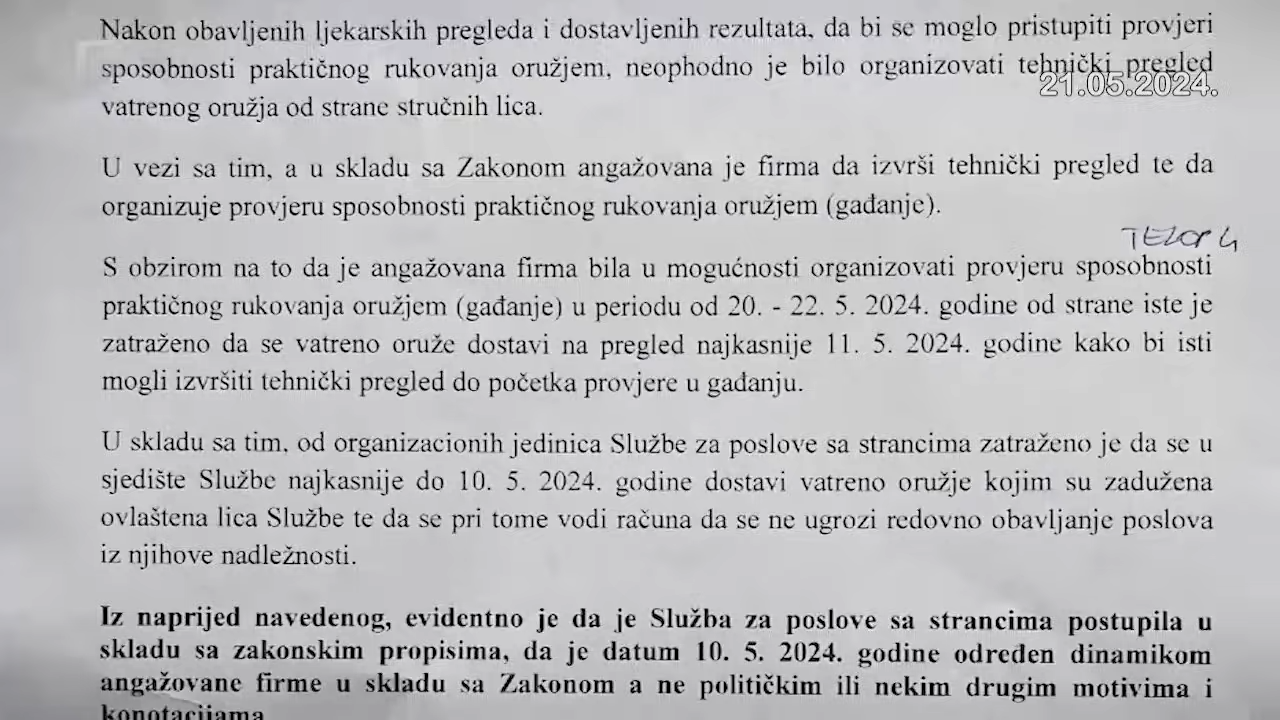 Nakon obavljenih ljekarskih pregleda i dostavljenih rezultata, da bi se moglo pristupiti provjeri
sposobnosti praktičnog rukovanja oružjem, neophodno je bilo organizovati tehnički pregled
21.05.2024.
vatrenog oružja od strane stručnih lica.
U vezi sa tim, a u skladu sa Zakonom angažovana je firma da izvrši tehnički pregled te da
organizuje provjeru sposobnosti praktičnog rukovanja oružjem (gađanje).
S obzirom na to da je angažovana firma bila u mogućnosti organizovati provjeru sposobnosti
praktičnog rukovanja oružjem (gađanje) u periodu od 20. - 22. 5. 2024. godine od strane iste je
zatraženo da se vatreno oruže dostavi na pregled najkasnije 11. 5. 2024. godine kako bi isti
mogli izvršiti tehnički pregled do početka provjere u gađanju.
U skladu sa tim, od organizacionih jedinica Službe za poslove sa strancima zatraženo je da se u
sjedište Službe najkasnije do 10. 5. 2024. godine dostavi vatreno oružje kojim su zadužena
ovlaštena lica Službe te da se pri tome vodi računa da se ne ugrozi redovno obavljanje poslova
iz njihove nadležnosti.
Iz naprijed navedenog, evidentno je da je Služba za poslove sa strancima postupila u
skladu sa zakonskim propisima, da je datum 10. 5. 2024. godine određen dinamikom
angažovane firme u skladu sa Zakonom a ne političkim ili nekim drugim motivima i
konotacijama